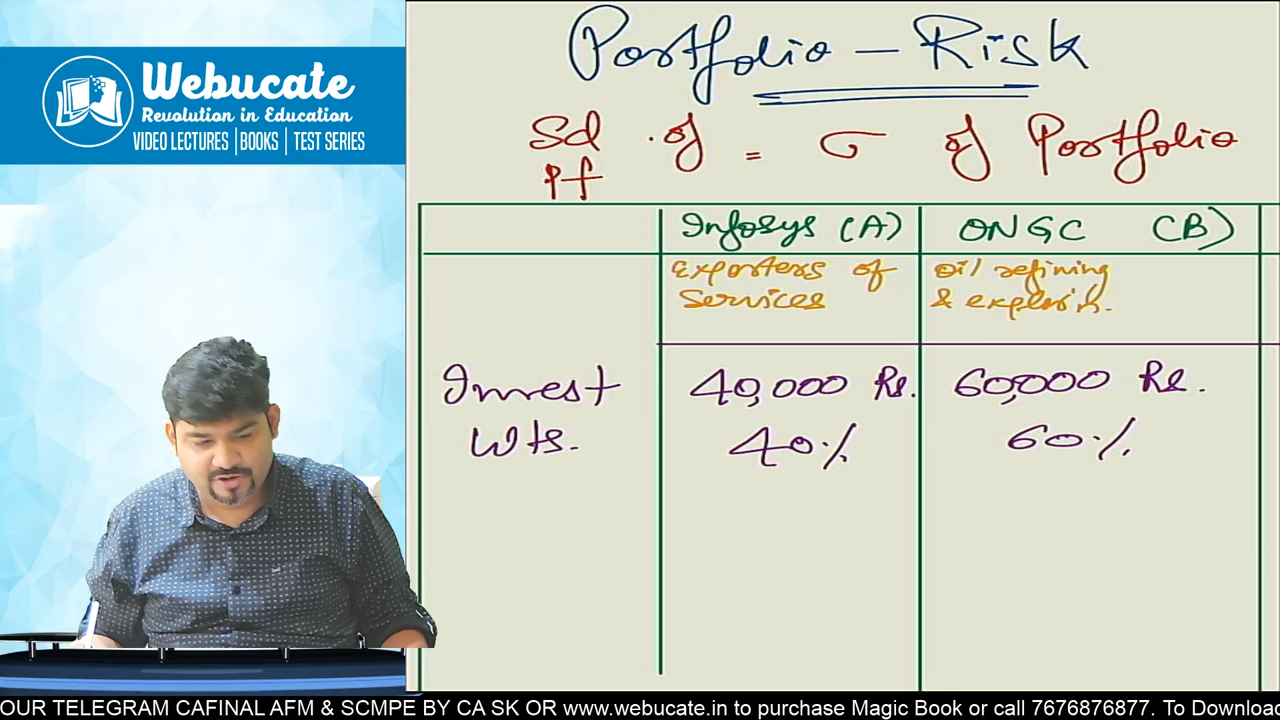 Webucate
Revolution in Education
VIDEO LECTURES | BOOKS | TEST SERIES
Portfolio - Risk
Sd of Pf = σ of Portfolio
Infosys (A) ONGC (B)
Exporters of services
oil refining & explor'n.
Invest 40,000 Rs. 60,000 Rs.
Wts. 40% 60%
OUR TELEGRAM CAFINAL AFM & SCMPE BY CA SK OR www.webucate.in to purchase Magic Book or call 7676876877. To Download